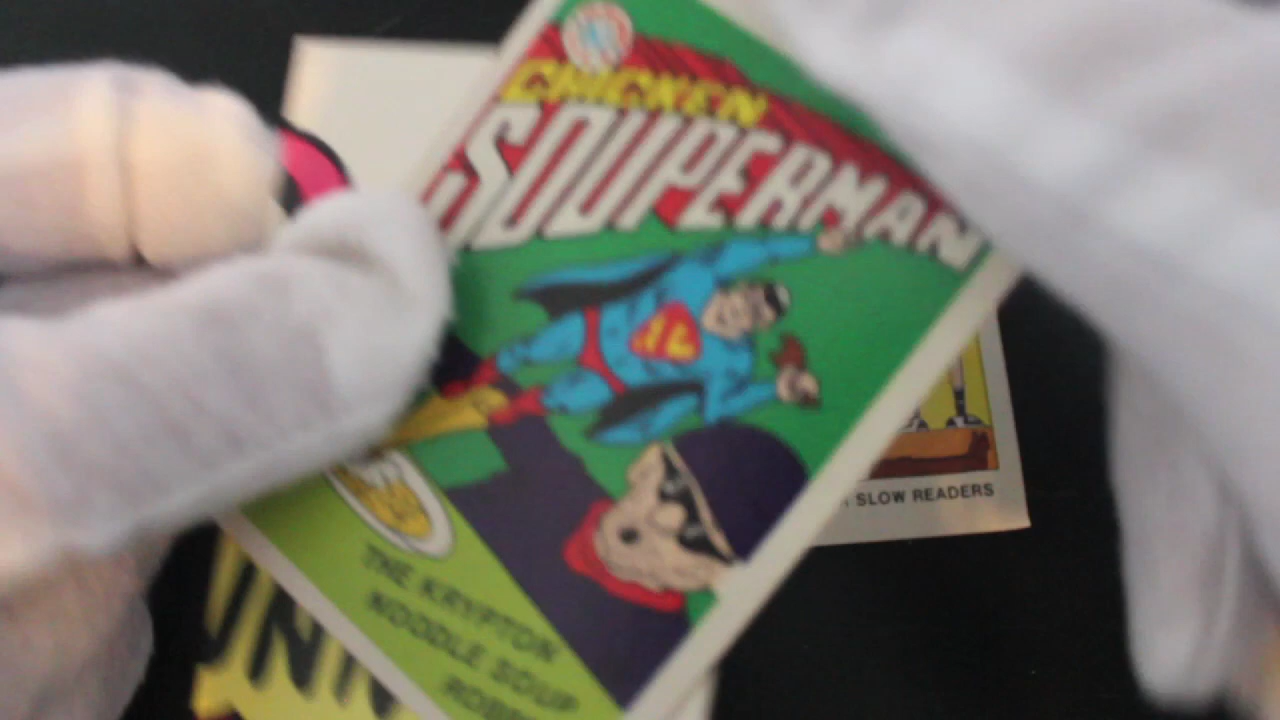 CHICKEN
SOUPERMAN
THE KRYPTON
NOODLE SOUP
SLOW READERS